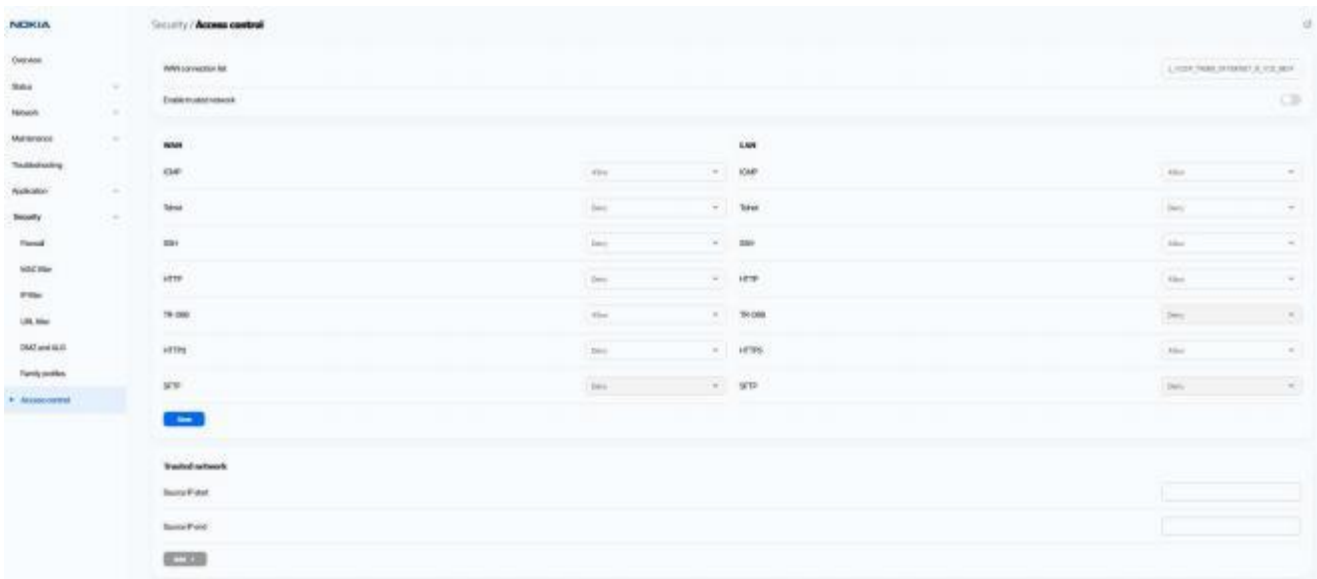 NOKIA
Security / Access control
Overview
Status
Network
Maintenance
Troubleshooting
Application
Security
Firewall
MAC filter
IP filter
URL filter
DMZ and ALG
Family profiles
Access control
WAN connection list
Enable trusted network
WAN LAN
ICMP Allow ICMP Allow
Telnet Deny Telnet Deny
SSH Deny SSH Allow
HTTP Deny HTTP Allow
TR-069 Allow TR-069 Deny
HTTPS Deny HTTPS Allow
SFTP Deny SFTP Deny
Save
Trusted network
Source IP start
Source IP end
Add +